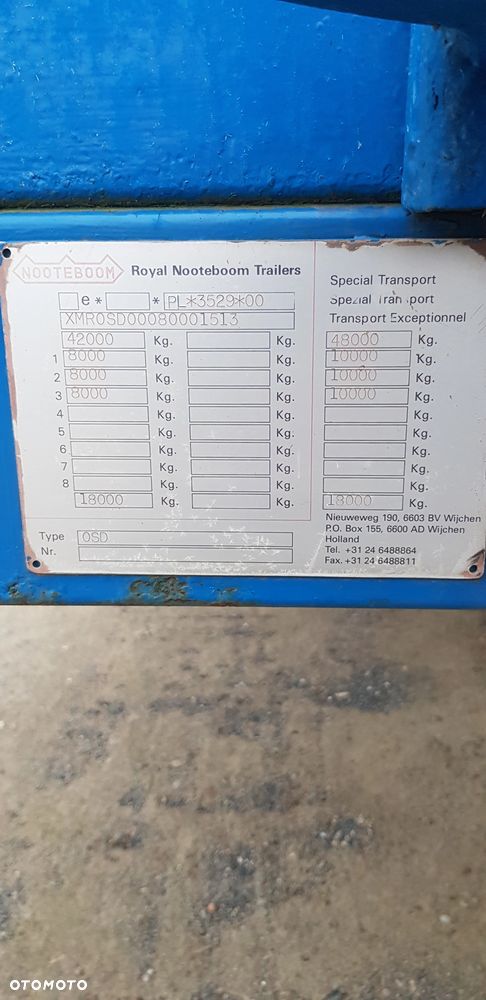 NOOTEBOOM Royal Nooteboom Trailers
Special Transport
e* * PL*3529*00 Spezial Transport
XMR0SD00080001513 Transport Exceptionnel
42000 Kg. Kg. 48000 Kg.
1 8000 Kg. Kg. 10000 Kg.
2 8000 Kg. Kg. 10000 Kg.
3 8000 Kg. Kg. 10000 Kg.
4 Kg. Kg. Kg.
5 Kg. Kg. Kg.
6 Kg. Kg. Kg.
7 Kg. Kg. Kg.
8 Kg. Kg. Kg.
18000 Kg. Kg. 18000 Kg.
Type OSD
Nr.
Nieuweweg 190, 6603 BV Wijchen
P.O. Box 155, 6600 AD Wijchen
Holland
Tel. +31 24 6488864
Fax. +31 24 6488811
OTOMOTO